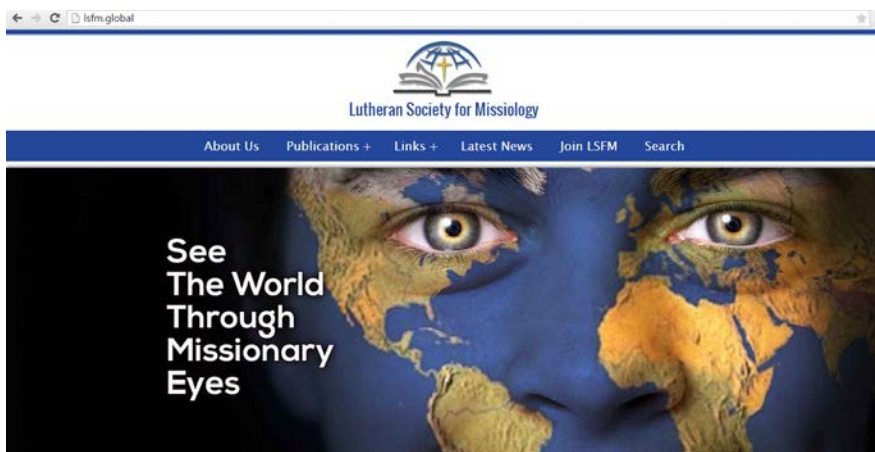 lsfm.global
Lutheran Society for Missiology
About Us Publications + Links + Latest News Join LSFM Search
See
The World
Through
Missionary
Eyes